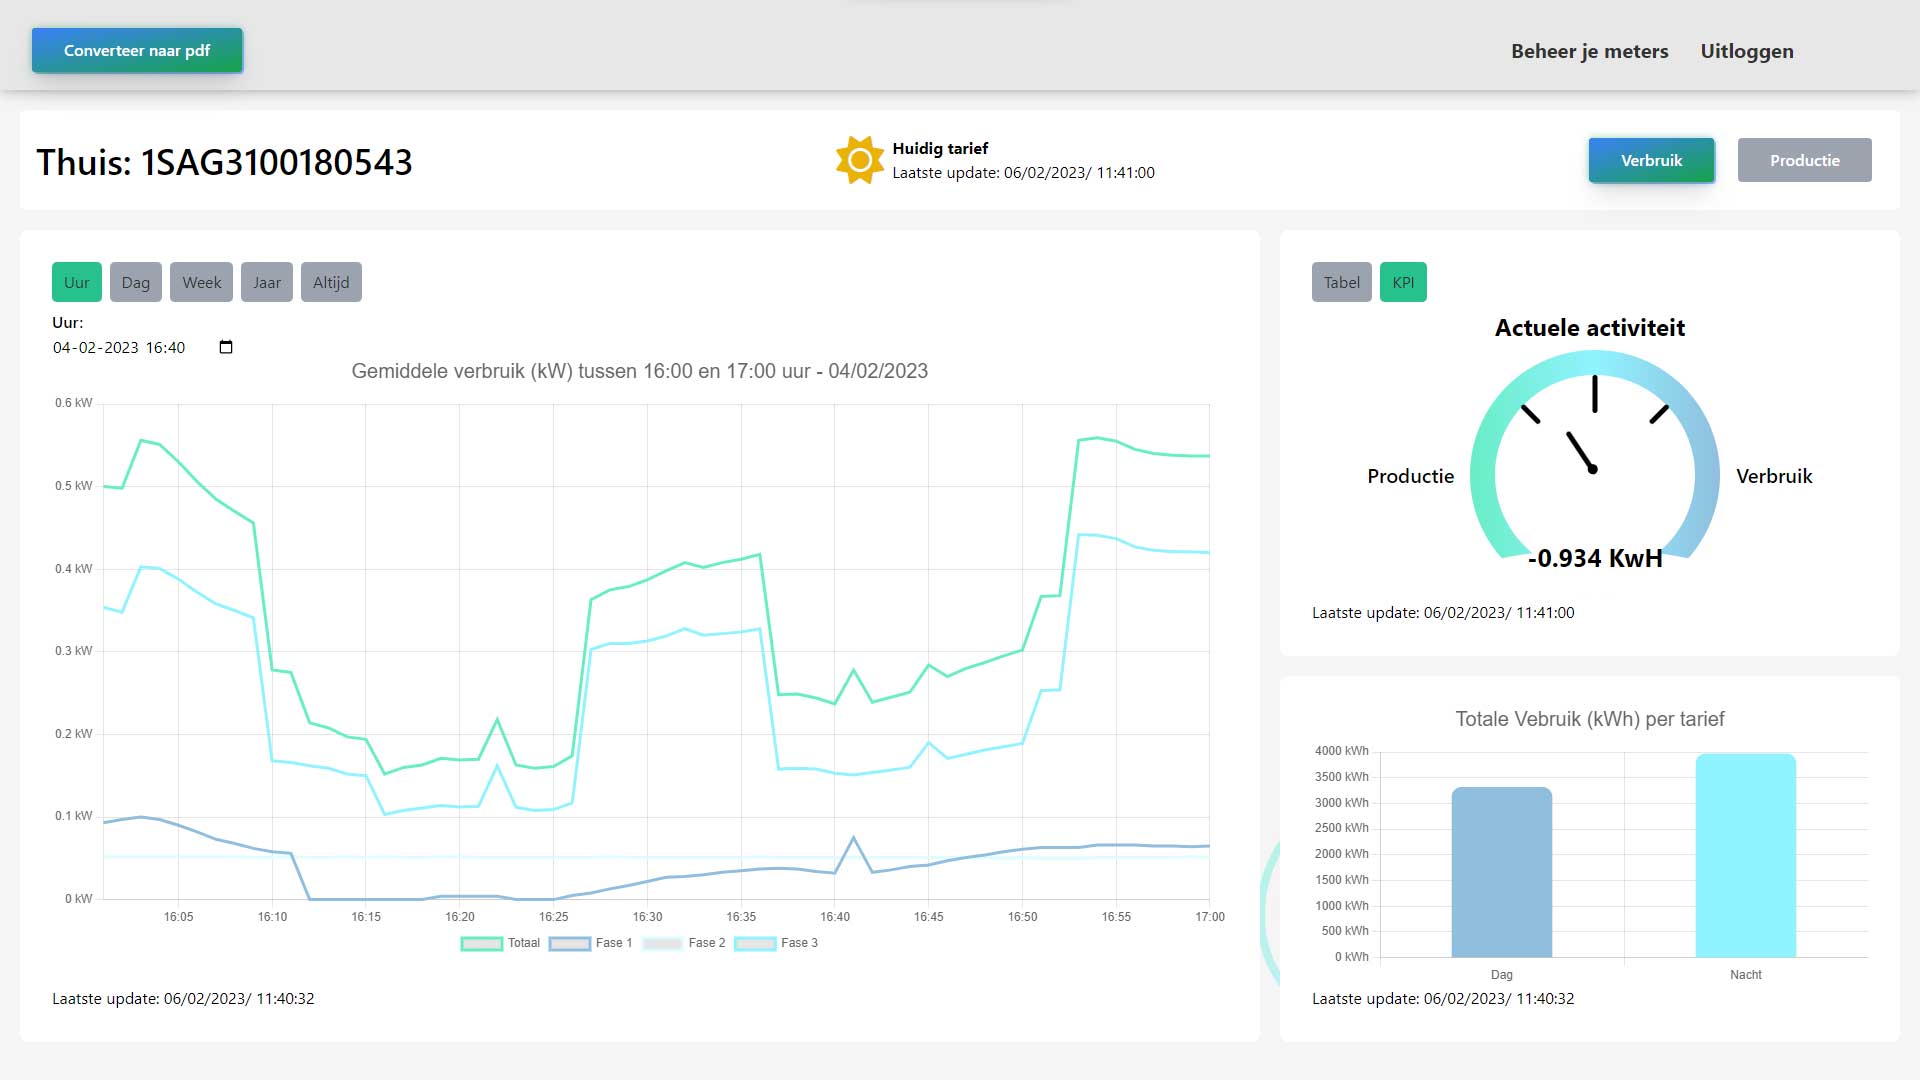 Converteer naar pdf
Beheer je meters
Uitloggen
Thuis: 1SAG3100180543
Huidig tarief
Laatste update: 06/02/2023/ 11:41:00
Verbruik
Productie
Uur
Dag
Week
Jaar
Altijd
Uur:
04-02-2023 16:40
Gemiddele verbruik (kW) tussen 16:00 en 17:00 uur - 04/02/2023
0.6 kW
0.5 kW
0.4 kW
0.3 kW
0.2 kW
0.1 kW
0 kW
16:05 16:10 16:15 16:20 16:25 16:30 16:35 16:40 16:45 16:50 16:55 17:00
Totaal Fase 1 Fase 2 Fase 3
Laatste update: 06/02/2023/ 11:40:32
Tabel
KPI
Actuele activiteit
Productie
Verbruik
-0.934 KwH
Laatste update: 06/02/2023/ 11:41:00
Totale Vebruik (kWh) per tarief
4000 kWh
3500 kWh
3000 kWh
2500 kWh
2000 kWh
1500 kWh
1000 kWh
500 kWh
0 kWh
Dag Nacht
Laatste update: 06/02/2023/ 11:40:32